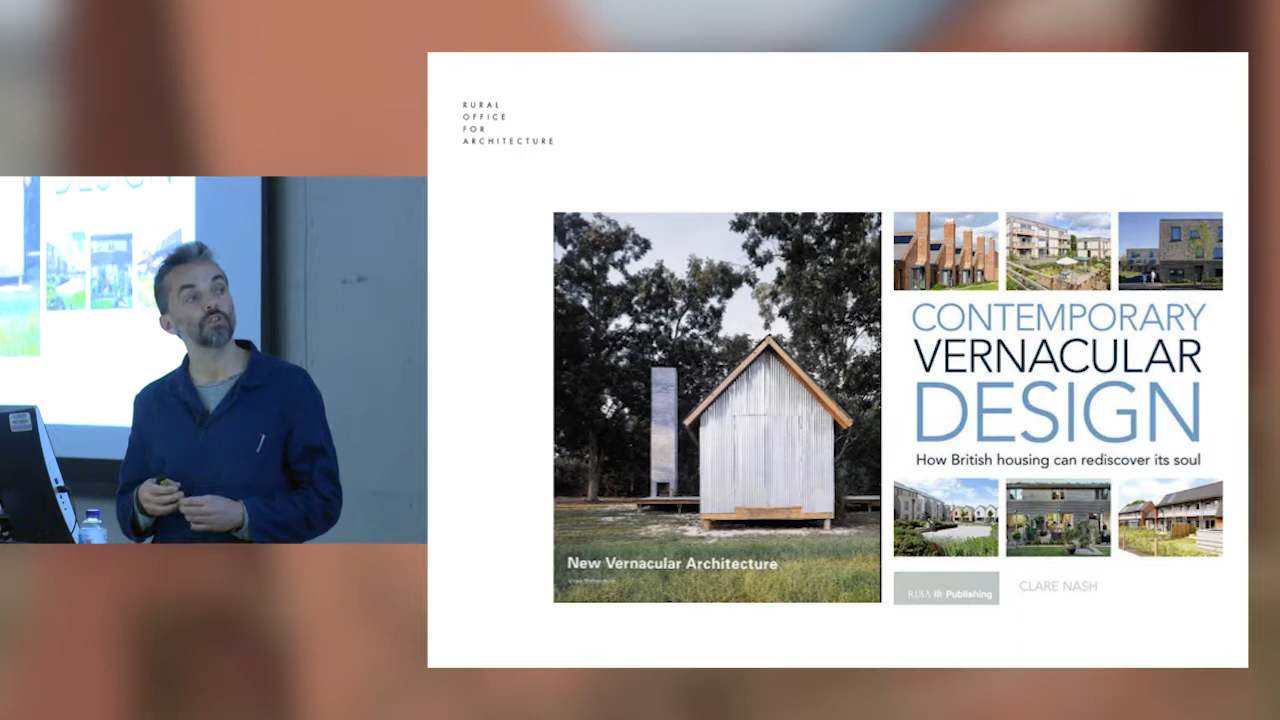 RURAL
OFFICE
FOR
ARCHITECTURE
DESIGN
New Vernacular Architecture
CONTEMPORARY
VERNACULAR
DESIGN
How British housing can rediscover its soul
RIBA Publishing
CLARE NASH